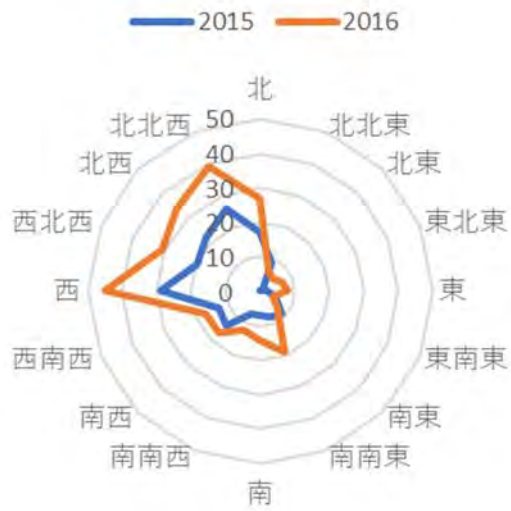 2015 2016
北
北北西 50 北北東
北西 40 北東
30
西北西 20 東北東
10
西 0 東
西南西 東南東
南西 南東
南南西 南南東
南